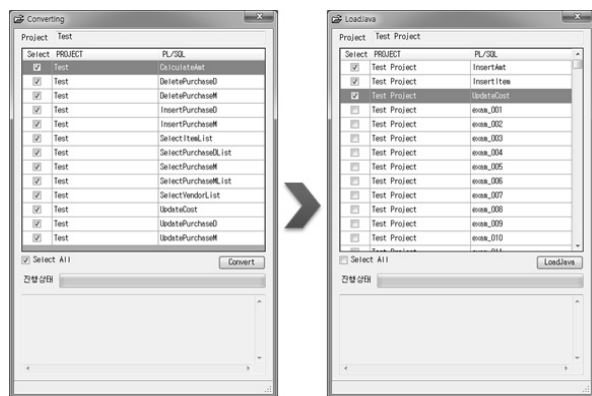 Converting
Project Test
Select PROJECT PL/SQL
Test CalculateAmt
Test DeletePurchaseD
Test DeletePurchaseM
Test InsertPurchaseD
Test InsertPurchaseM
Test SelectItemList
Test SelectPurchaseDList
Test SelectPurchaseM
Test SelectPurchaseMList
Test SelectVendorList
Test UpdateCost
Test UpdatePurchaseD
Test UpdatePurchaseM
Select All Convert
진행상태
LoadJava
Project Test Project
Select PROJECT PL/SQL
Test Project InsertAmt
Test Project InsertItem
Test Project UpdateCost
Test Project exam_001
Test Project exam_002
Test Project exam_003
Test Project exam_004
Test Project exam_005
Test Project exam_006
Test Project exam_007
Test Project exam_008
Test Project exam_009
Test Project exam_010
Select All LoadJava
진행상태